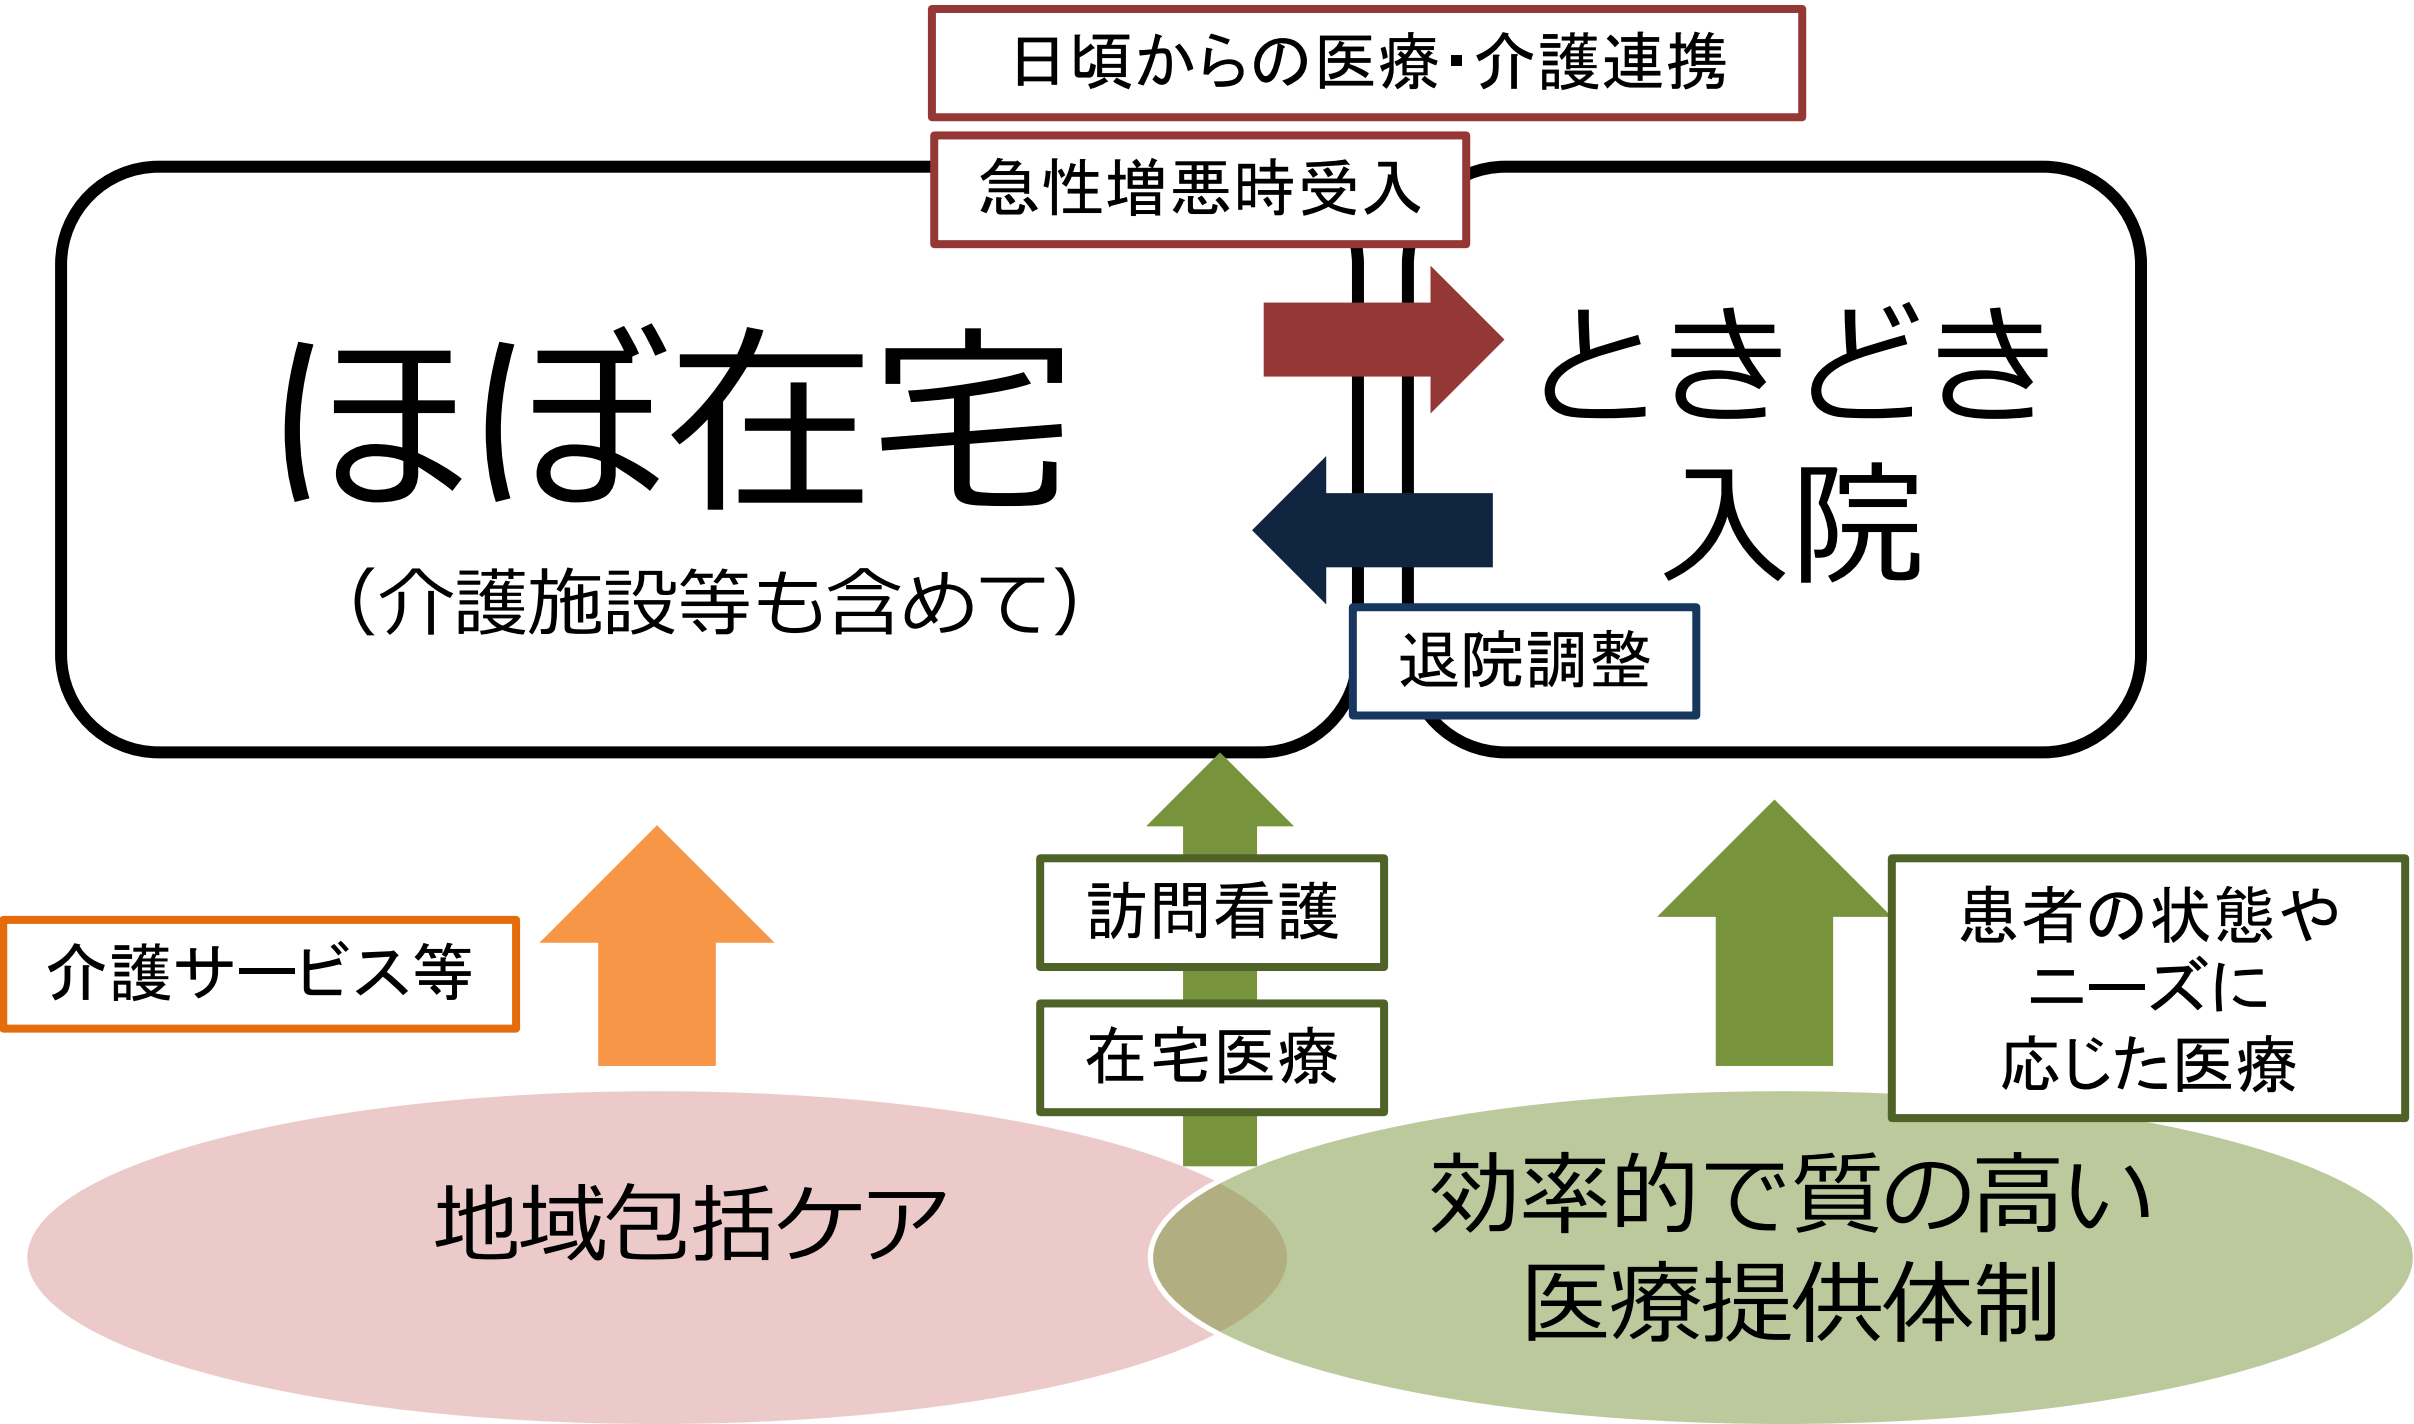 日頃からの医療・介護連携
急性増悪時受入
ほぼ在宅
（介護施設等も含めて）
ときどき
入院
退院調整
介護サービス等
訪問看護
在宅医療
患者の状態や
ニーズに
応じた医療
地域包括ケア
効率的で質の高い
医療提供体制